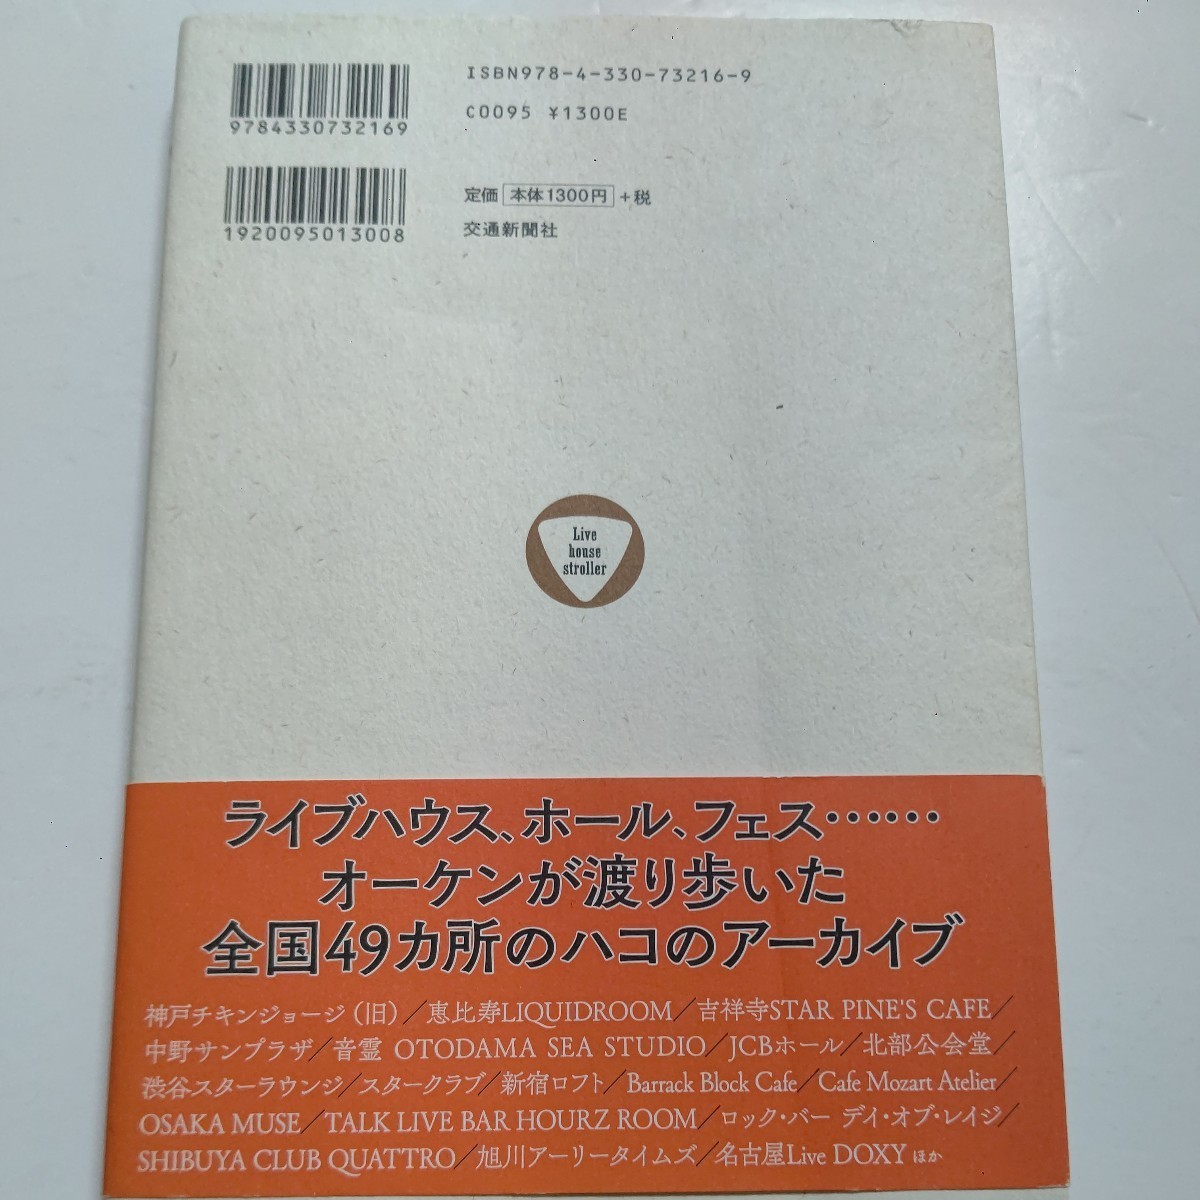 ISBN978-4-330-73216-9
C0095 ¥1300E
9784330732169
定価 本体1300円 +税
交通新聞社
1920095013008
Live
house
stroller
ライブハウス、ホール、フェス……
オーケンが渡り歩いた
全国49カ所のハコのアーカイブ
神戸チキンジョージ(旧)/恵比寿LIQUIDROOM/吉祥寺STAR PINE'S CAFE/
中野サンプラザ/音霊 OTODAMA SEA STUDIO/JCBホール/北部公会堂/
渋谷スターラウンジ/スタークラブ/新宿ロフト/Barrack Block Cafe/Cafe Mozart Atelier/
OSAKA MUSE/TALK LIVE BAR HOURZ ROOM/ロック・バー デイ・オブ・レイジ/
SHIBUYA CLUB QUATTRO/旭川アーリータイムズ/名古屋Live DOXY ほか